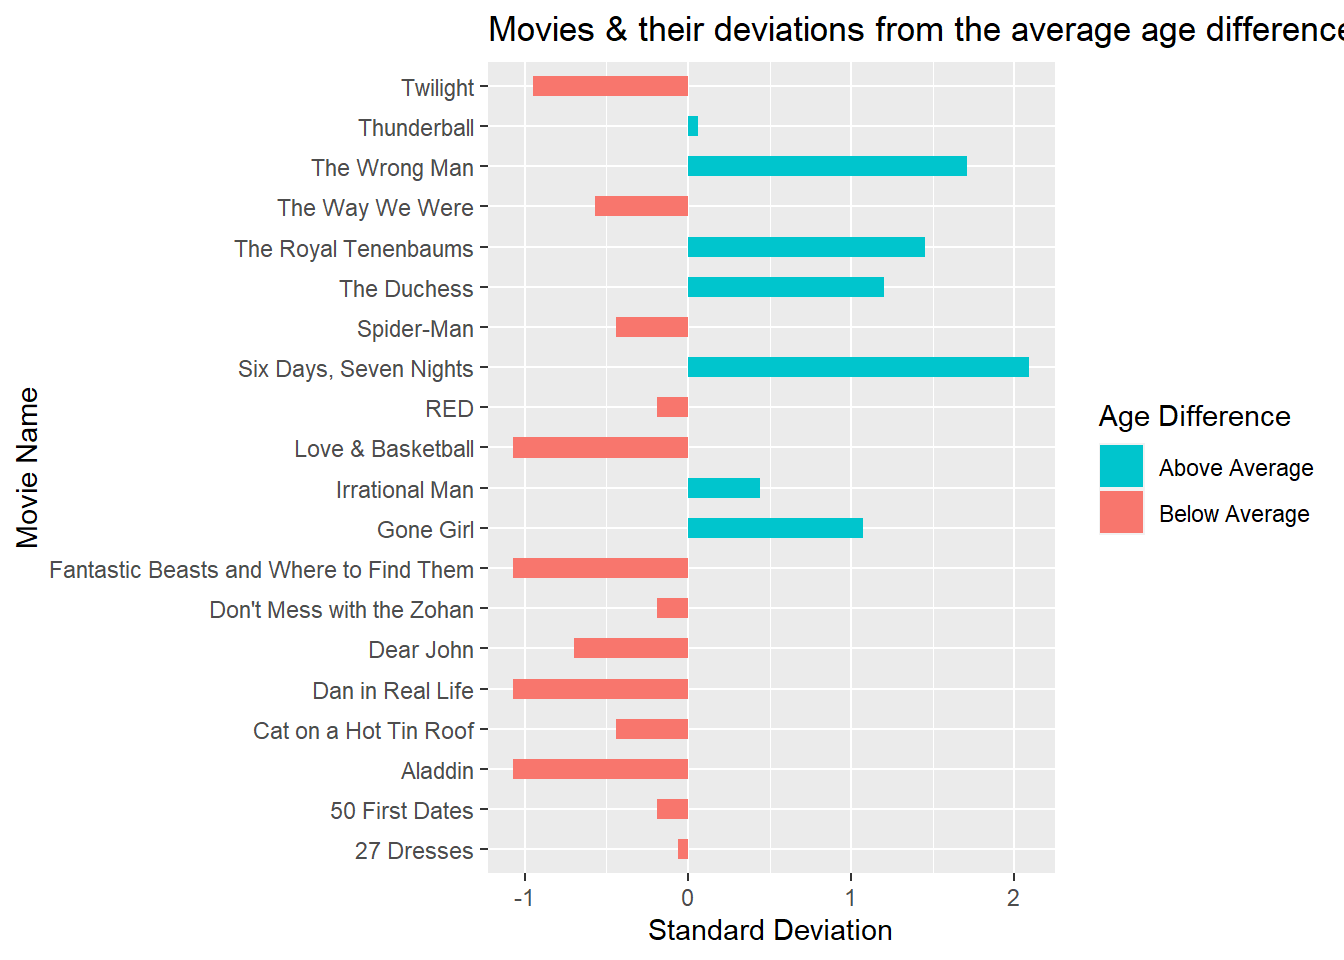 Movies & their deviations from the average age difference
Movie Name
Twilight
Thunderball
The Wrong Man
The Way We Were
The Royal Tenenbaums
The Duchess
Spider-Man
Six Days, Seven Nights
RED
Love & Basketball
Irrational Man
Gone Girl
Fantastic Beasts and Where to Find Them
Don't Mess with the Zohan
Dear John
Dan in Real Life
Cat on a Hot Tin Roof
Aladdin
50 First Dates
27 Dresses
-1 0 1 2
Standard Deviation
Age Difference
Above Average
Below Average